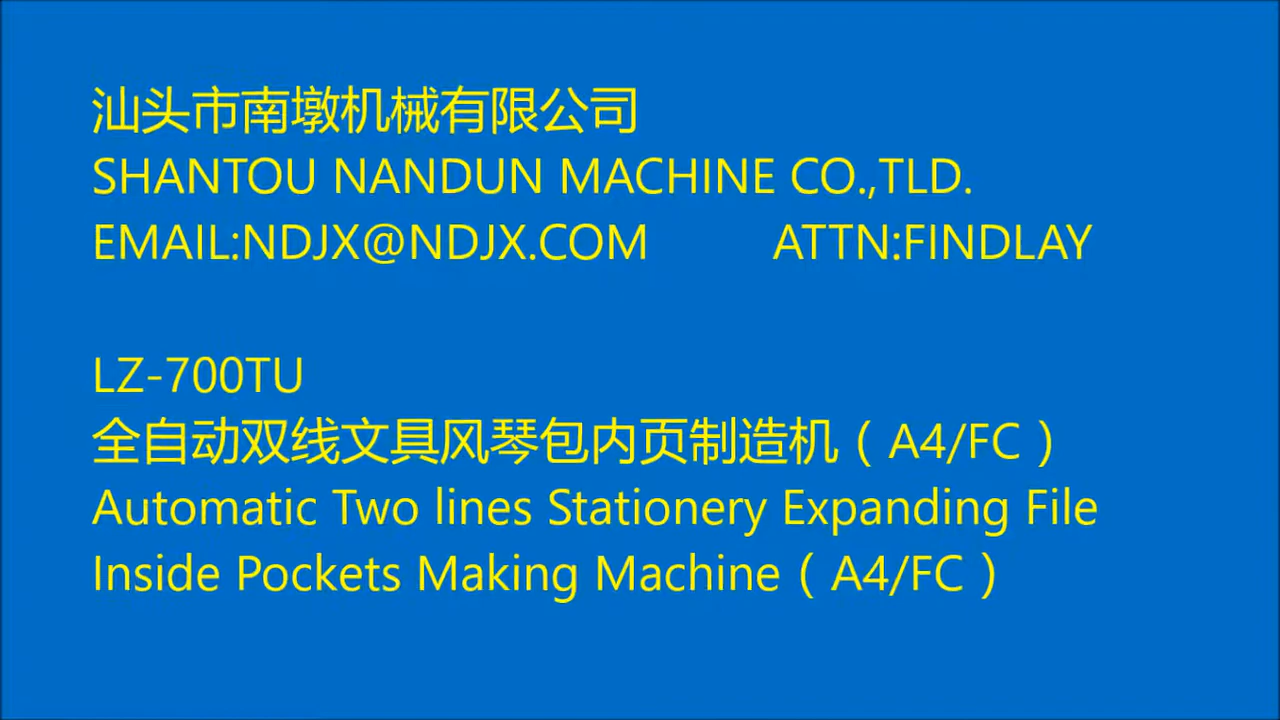 汕头市南墩机械有限公司
SHANTOU NANDUN MACHINE CO.,TLD.
EMAIL:NDJX@NDJX.COM ATTN:FINDLAY
LZ-700TU
全自动双线文具风琴包内页制造机（A4/FC）
Automatic Two lines Stationery Expanding File
Inside Pockets Making Machine（A4/FC）